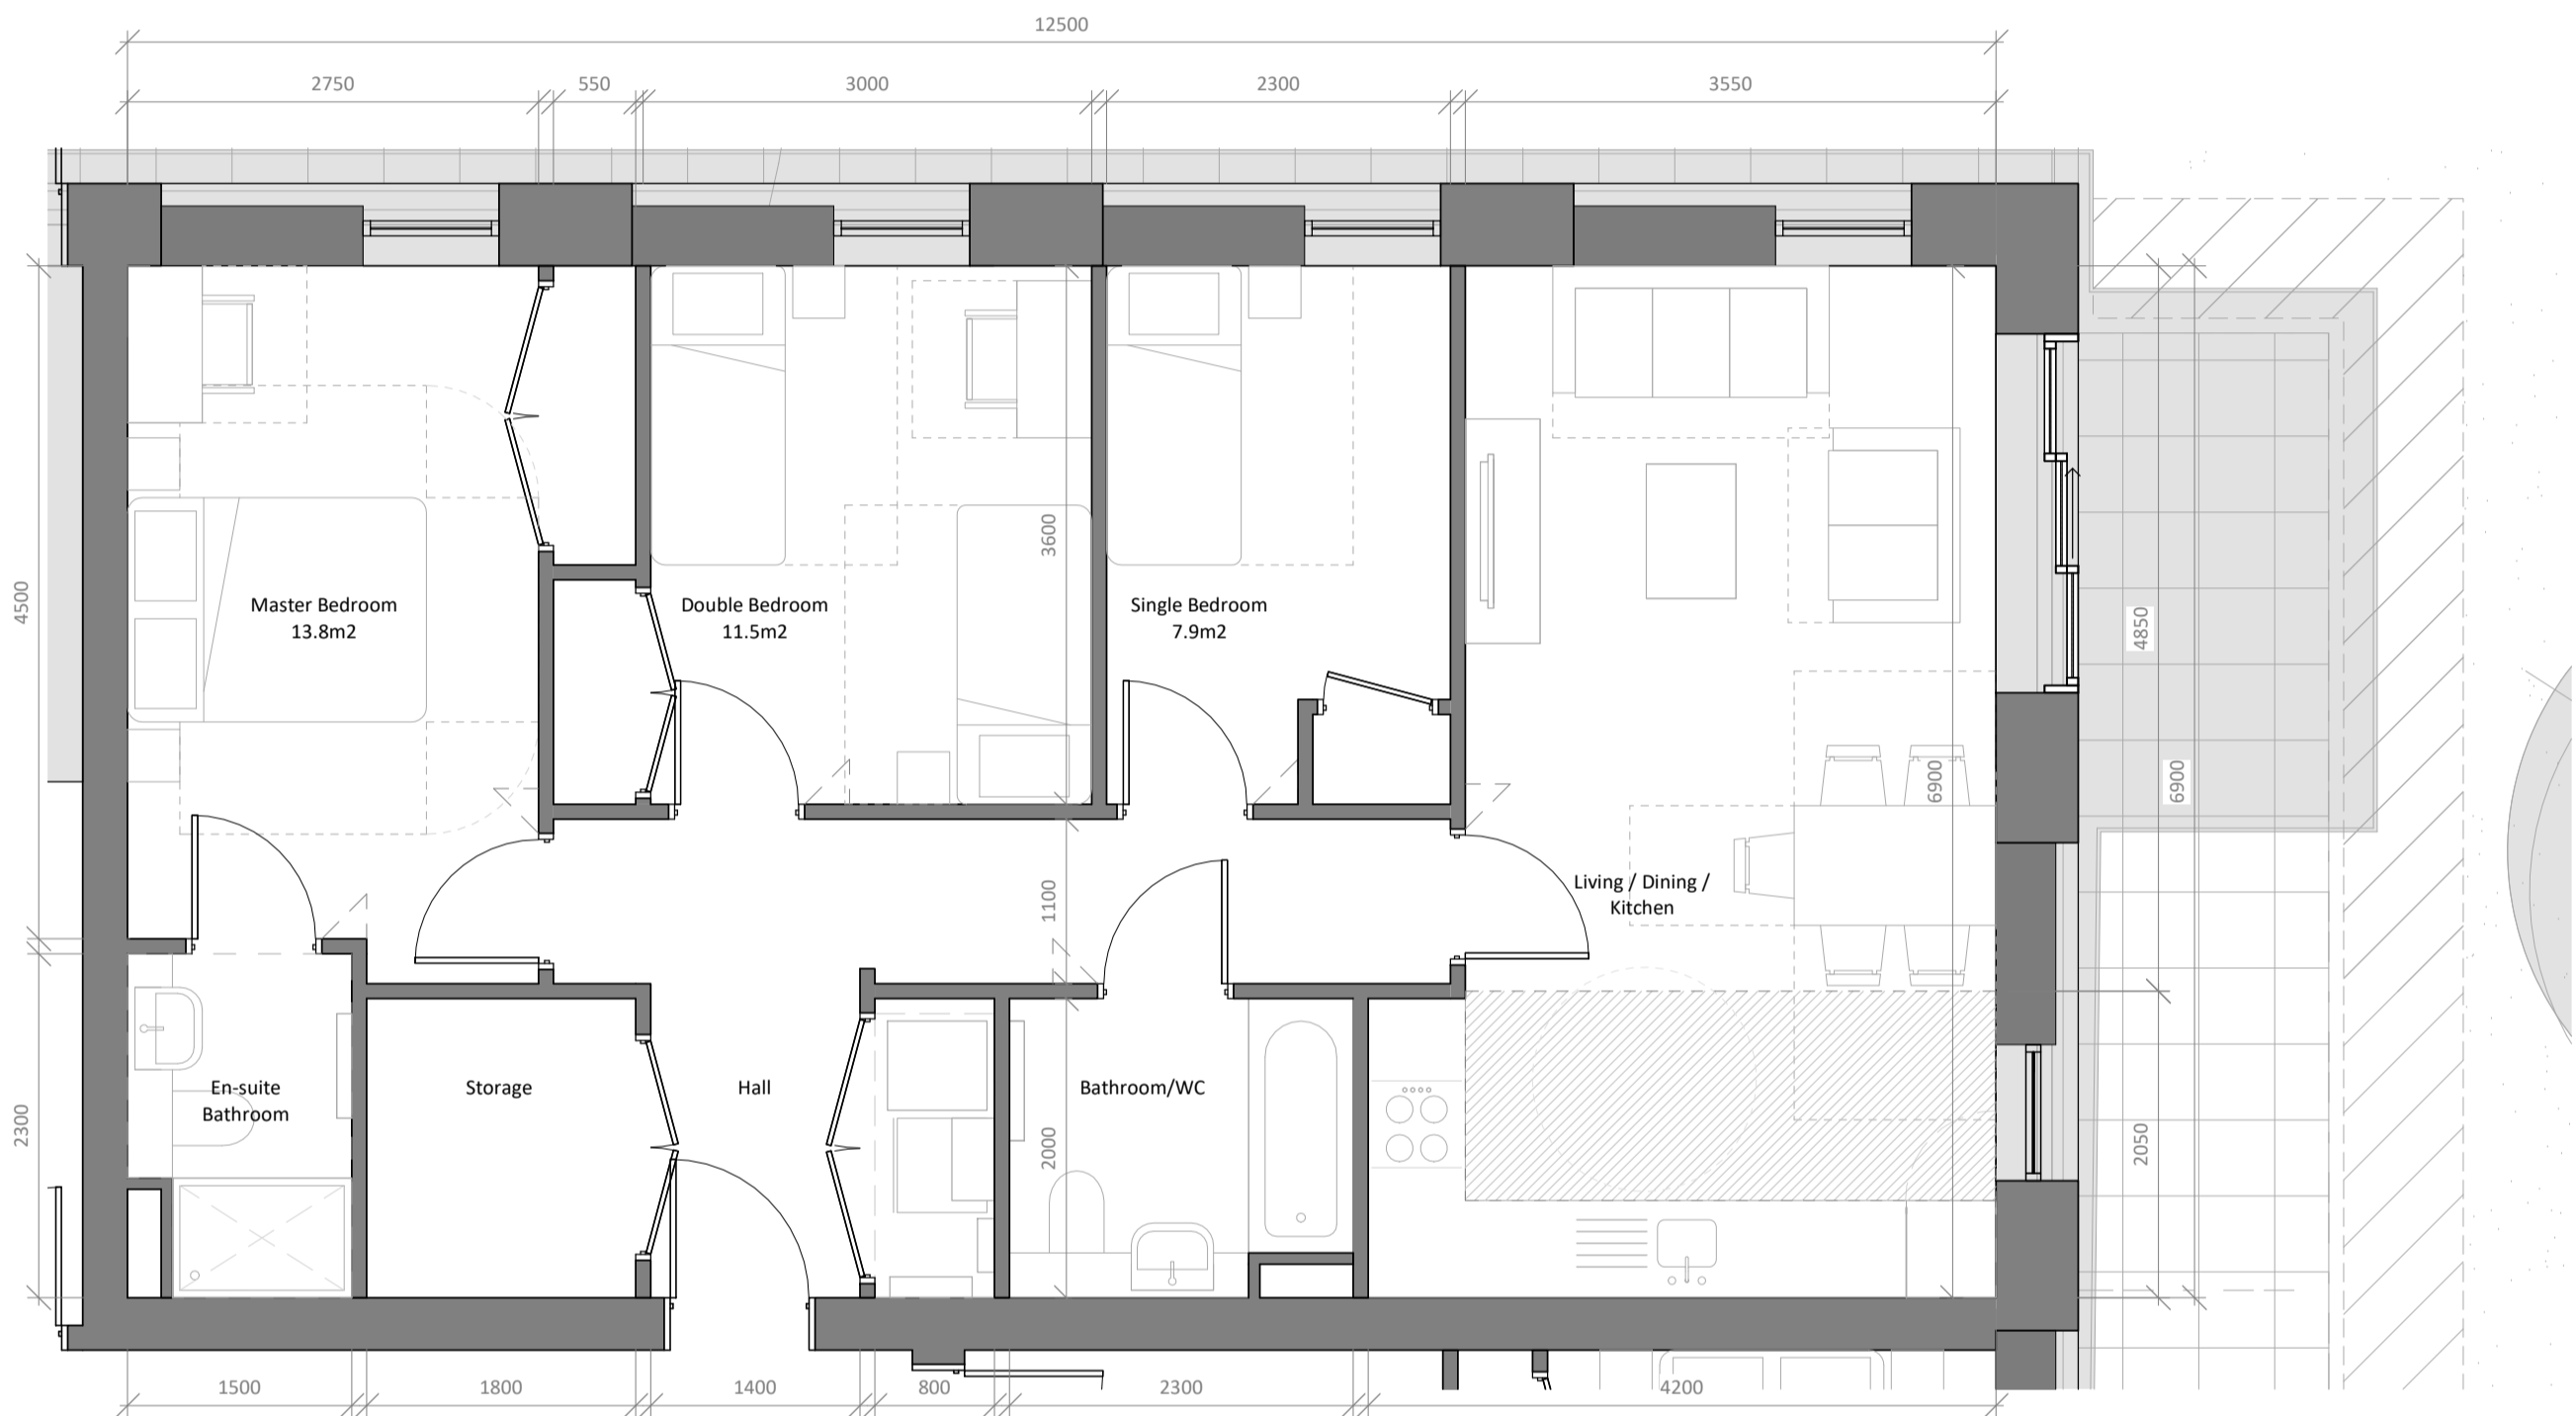 12500
2750
550
3000
2300
3550
4500
3600
Master Bedroom
13.8m2
Double Bedroom
11.5m2
Single Bedroom
7.9m2
4850
6900
6900
1100
Living / Dining /
Kitchen
2300
En-suite
Bathroom
Storage
Hall
Bathroom/WC
2000
2050
1500
1800
1400
800
2300
4200